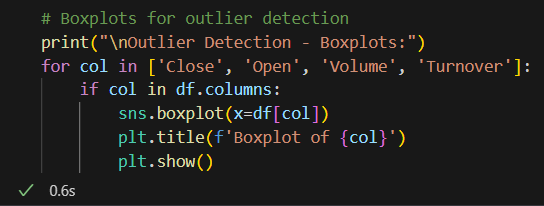 # Boxplots for outlier detection
print("\nOutlier Detection - Boxplots:")
for col in ['Close', 'Open', 'Volume', 'Turnover']:
    if col in df.columns:
        sns.boxplot(x=df[col])
        plt.title(f'Boxplot of {col}')
        plt.show()
✓ 0.6s